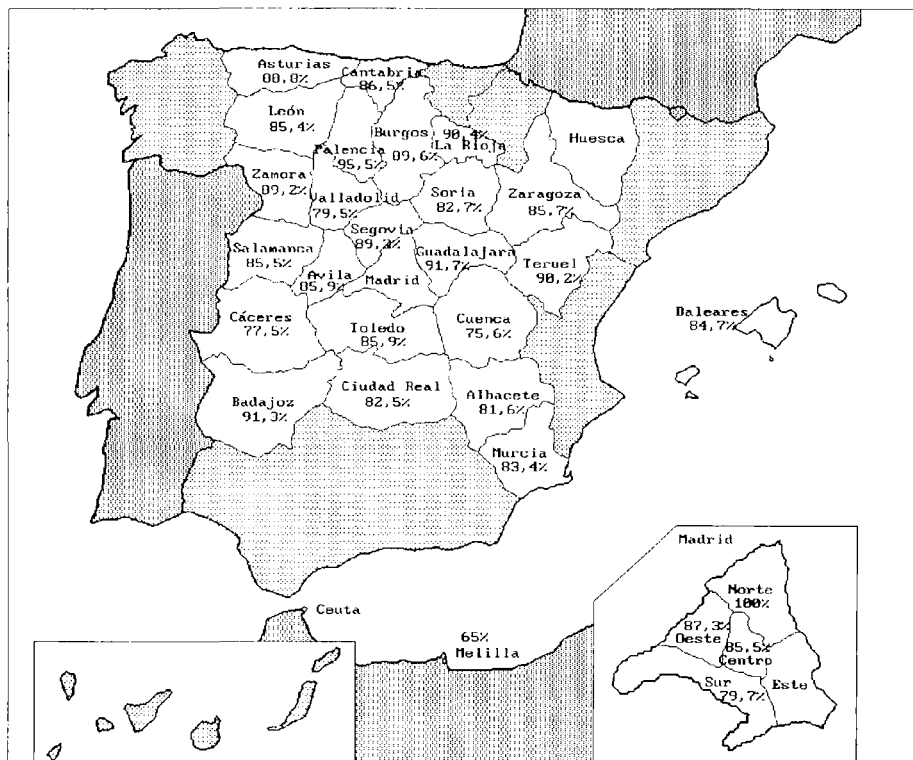 Asturias
88,8%
Cantabria
86,5%
León
85,4%
Burgos
89,6%
90,4%
La Rioja
Huesca
Palencia
95,5%
Zamora
89,2%
Valladolid
79,5%
Soria
82,7%
Zaragoza
85,7%
Segovia
89,3%
Salamanca
85,5%
Avila
85,9%
Madrid
Guadalajara
91,7%
Teruel
90,2%
Cáceres
77,5%
Toledo
85,9%
Cuenca
75,6%
Baleares
84,7%
Badajoz
91,3%
Ciudad Real
82,5%
Albacete
81,6%
Murcia
83,4%
Ceuta
65%
Melilla
Madrid
Norte
100%
87,3%
Oeste
85,5%
Centro
Sur
79,7%
Este